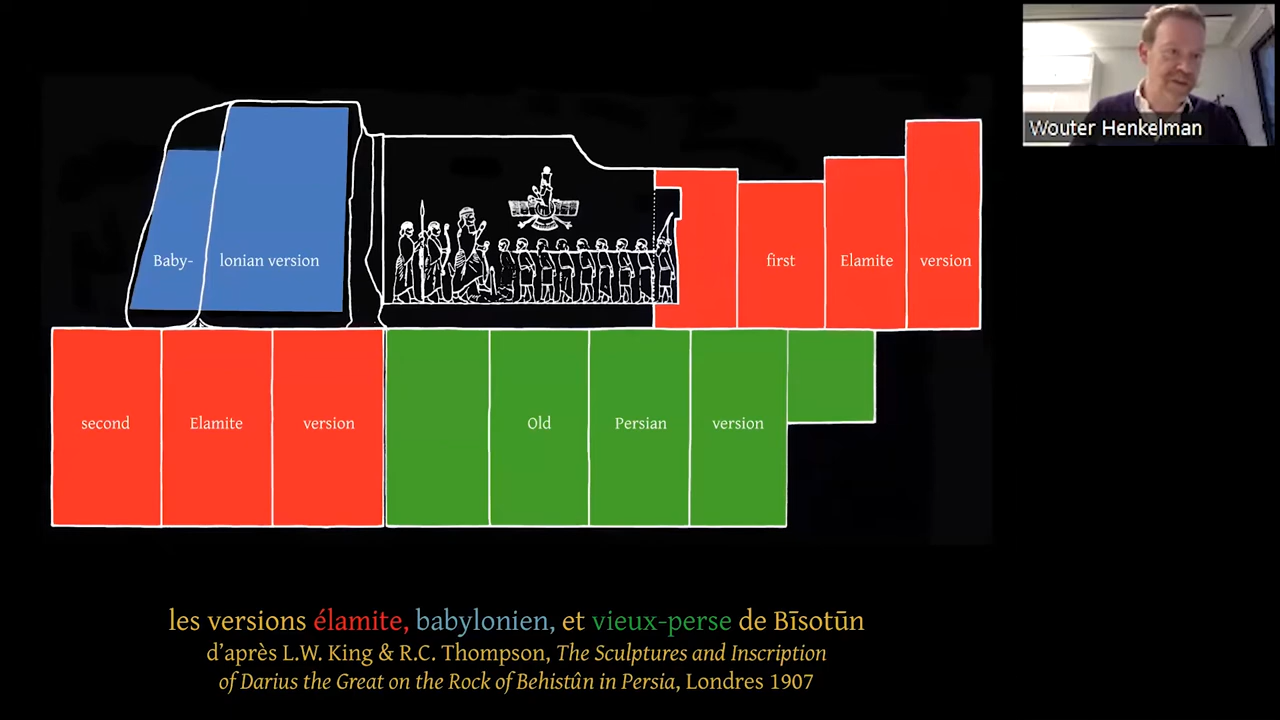 Wouter Henkelman
Baby- lonian version
first Elamite version
second Elamite version
Old Persian version
les versions élamite, babylonien, et vieux-perse de Bīsotūn
d’après L.W. King & R.C. Thompson, The Sculptures and Inscription
of Darius the Great on the Rock of Behistûn in Persia, Londres 1907